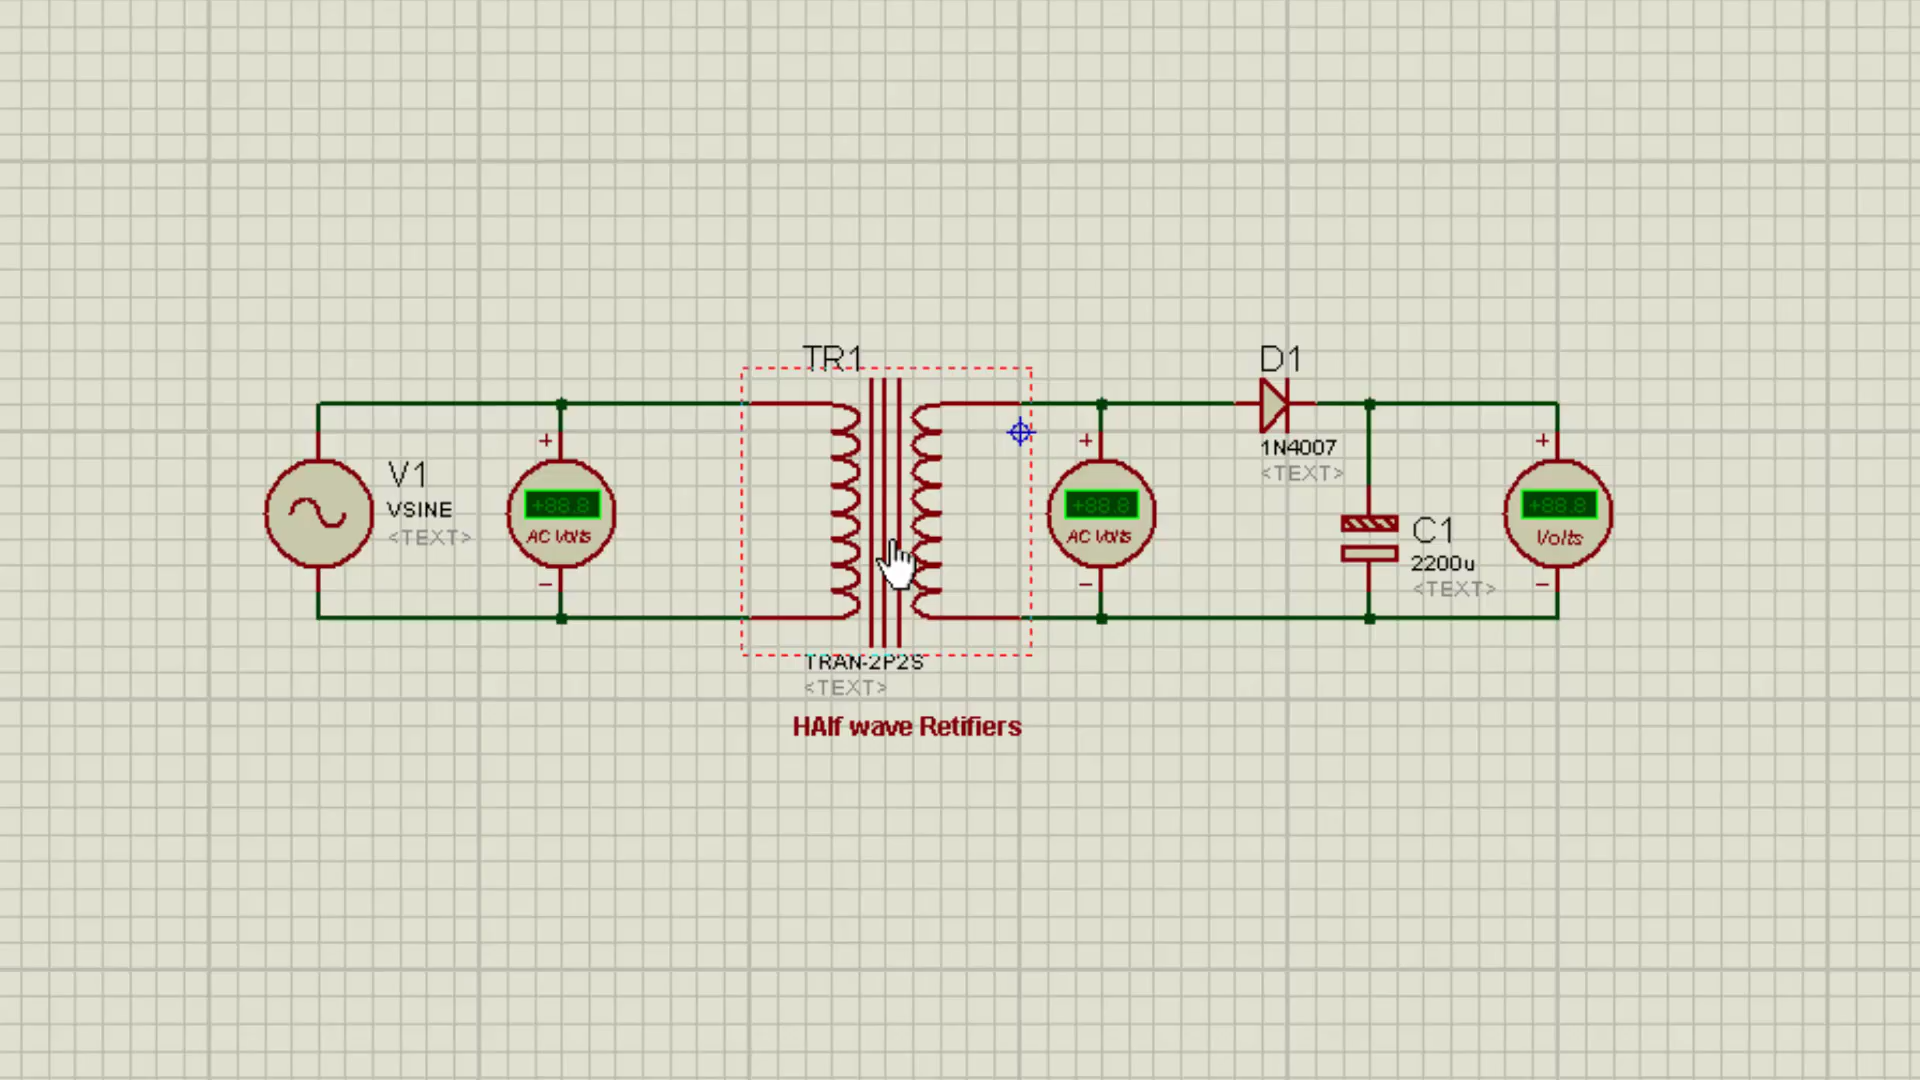 TR1
D1
+
+
+
V1
VSINE
<TEXT>
+88.8
AC Volts
+88.8
AC Volts
1N4007
<TEXT>
+88.8
Volts
C1
2200u
<TEXT>
−
−
−
TRAN-2P2S
<TEXT>
HAlf wave Retifiers